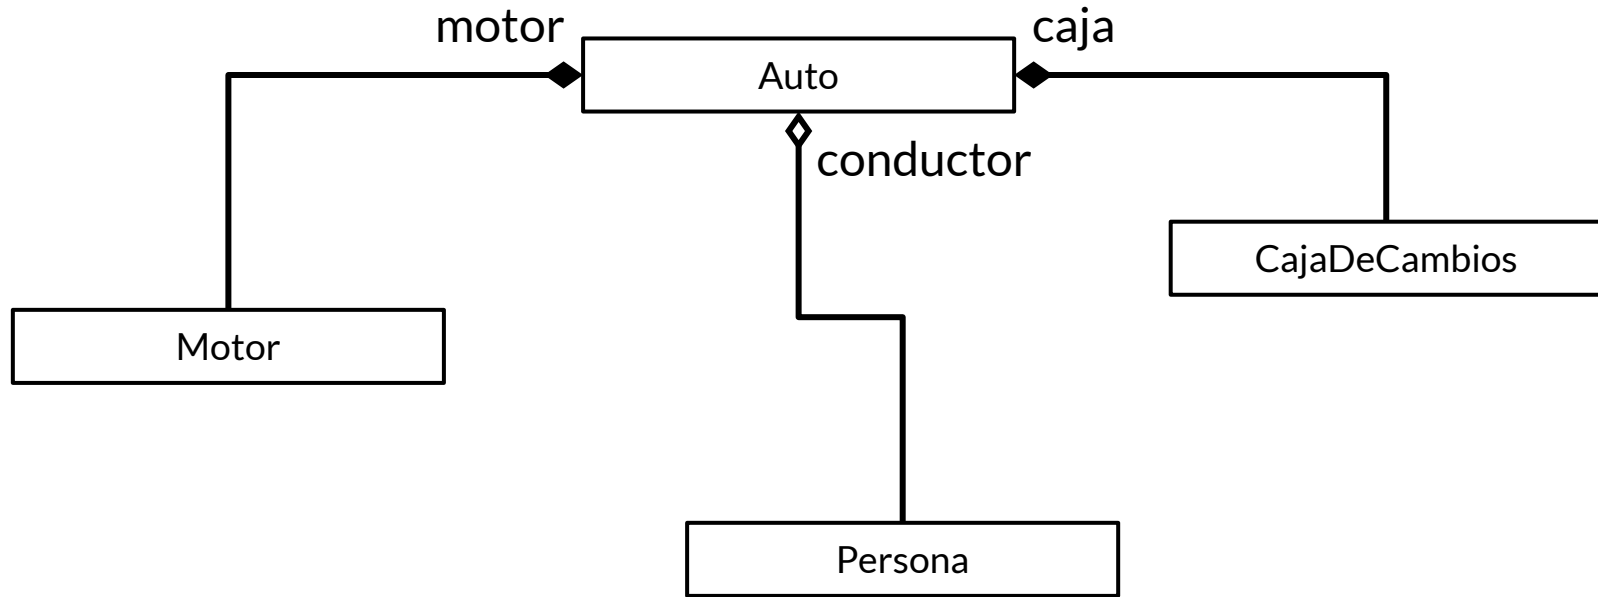 motor
Auto
caja
conductor
CajaDeCambios
Motor
Persona